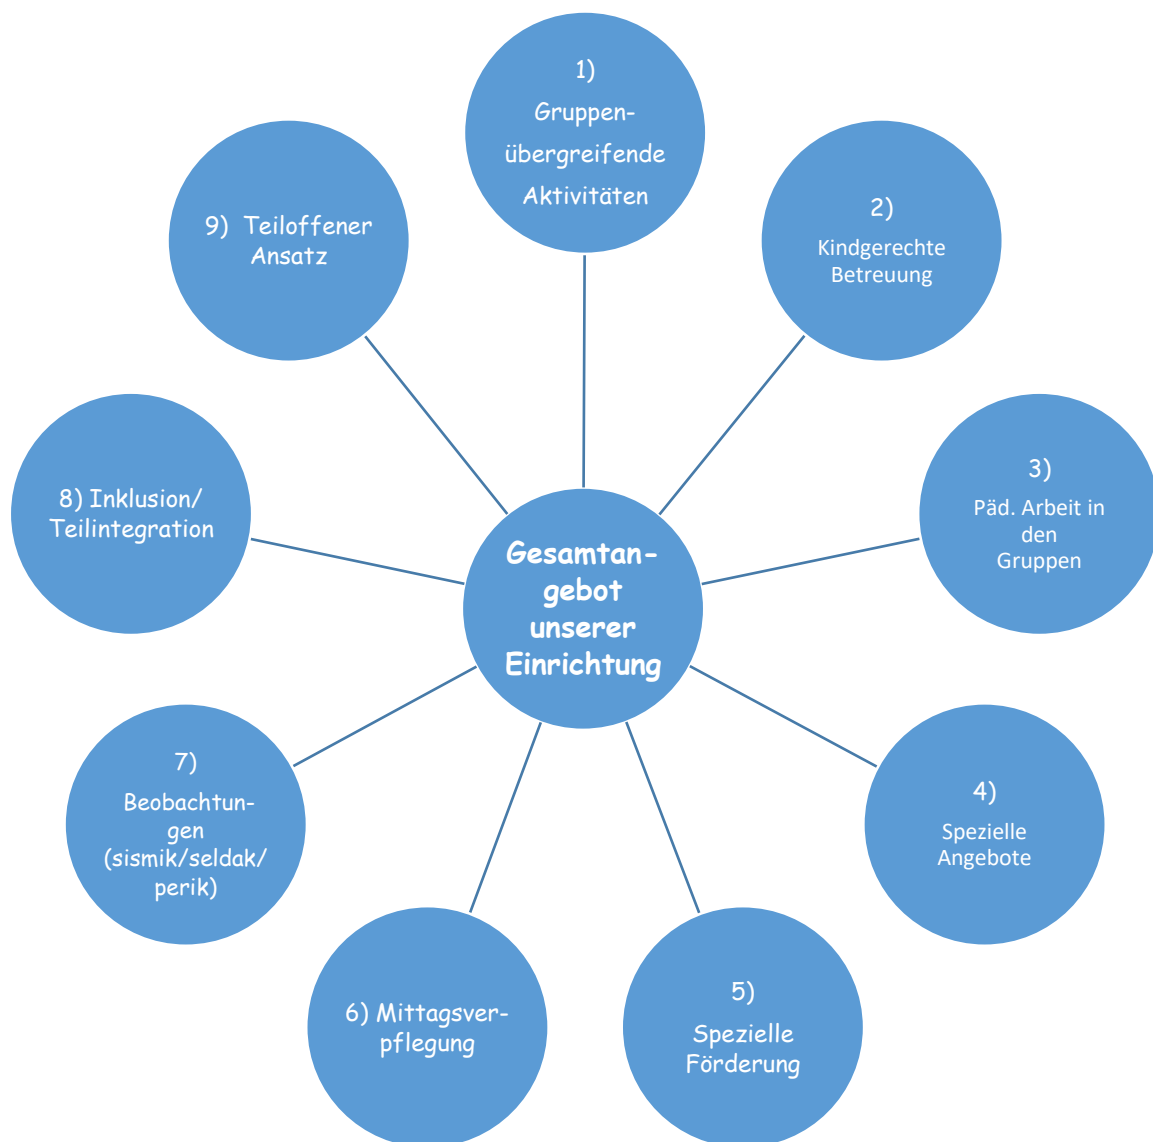 1)
Gruppen-
übergreifende
Aktivitäten
2)
Kindgerechte
Betreuung
3)
Päd. Arbeit in
den
Gruppen
4)
Spezielle
Angebote
5)
Spezielle
Förderung
6) Mittagsver-
pflegung
7)
Beobachtun-
gen
(sismik/seldak/
perik)
8) Inklusion/
Teilintegration
9) Teiloffener
Ansatz
Gesamtan-
gebot
unserer
Einrichtung